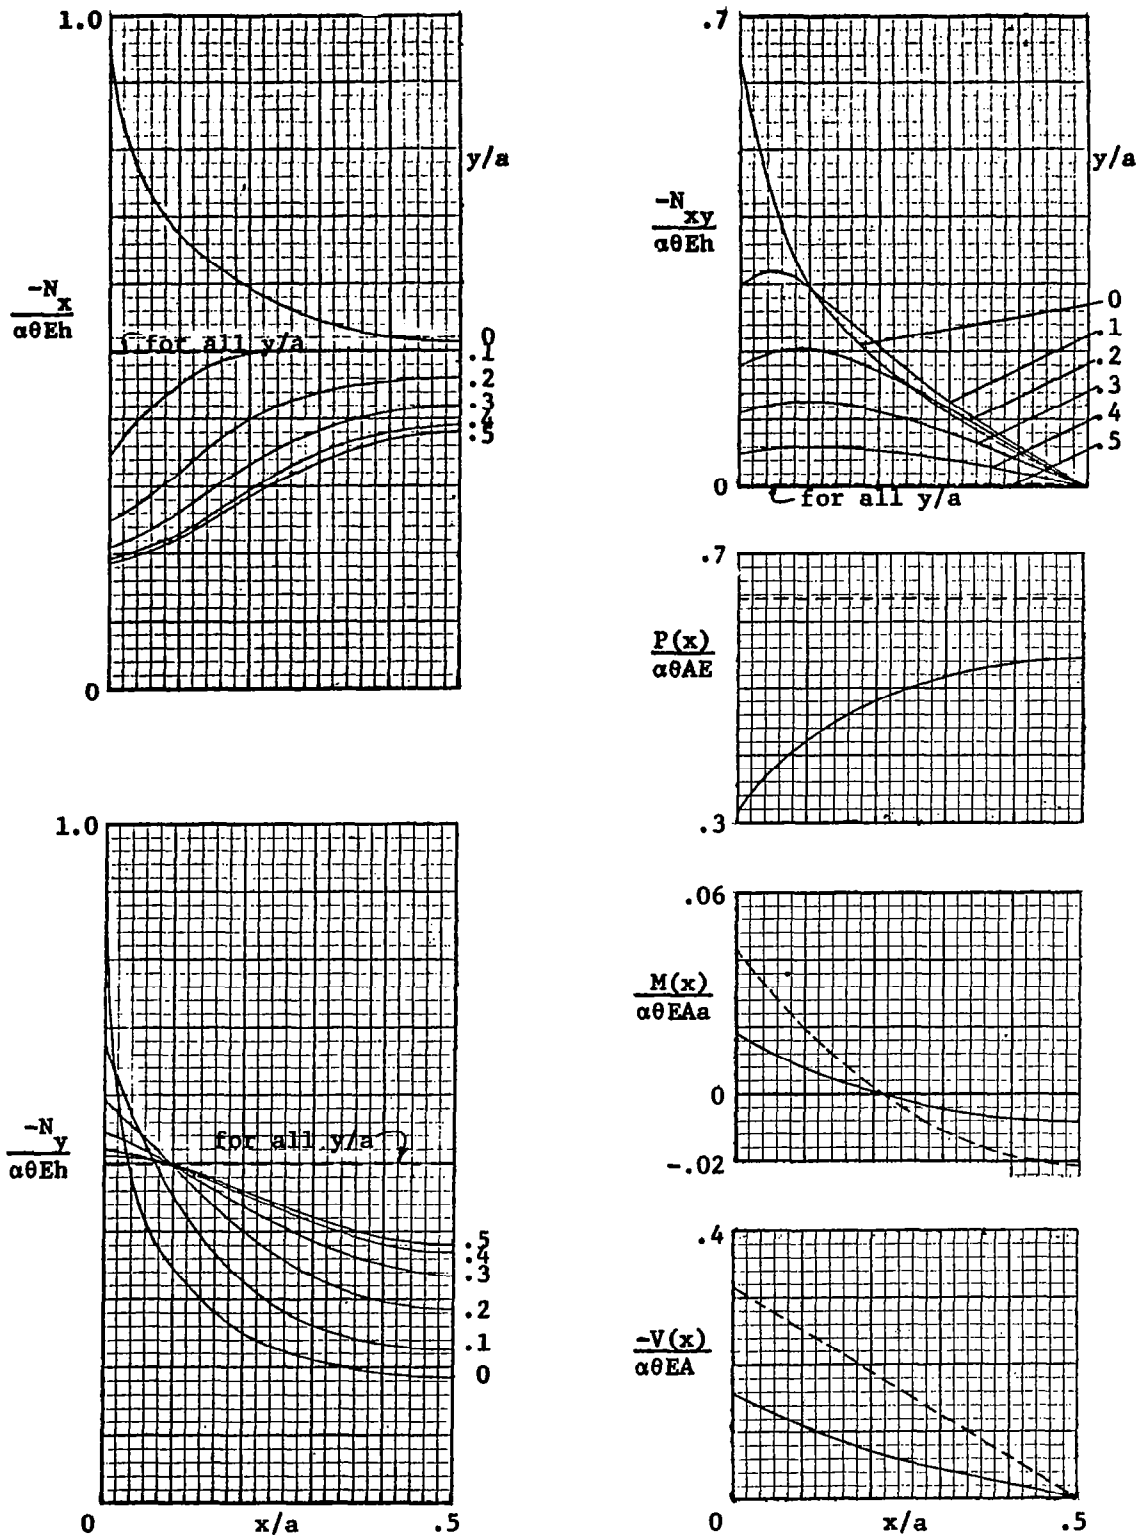 1.0
-N
x
αθEh
for all y/a
0
y/a
0
.1
.2
.3
.4
.5
.7
-N
xy
αθEh
0
for all y/a
y/a
0
.1
.2
.3
.4
.5
.7
P(x)
αθAE
.3
1.0
-N
y
αθEh
for all y/a
.5
.4
.3
.2
.1
0
0
x/a
.5
.06
M(x)
αθEAa
0
-.02
.4
-V(x)
αθEA
0
x/a
.5